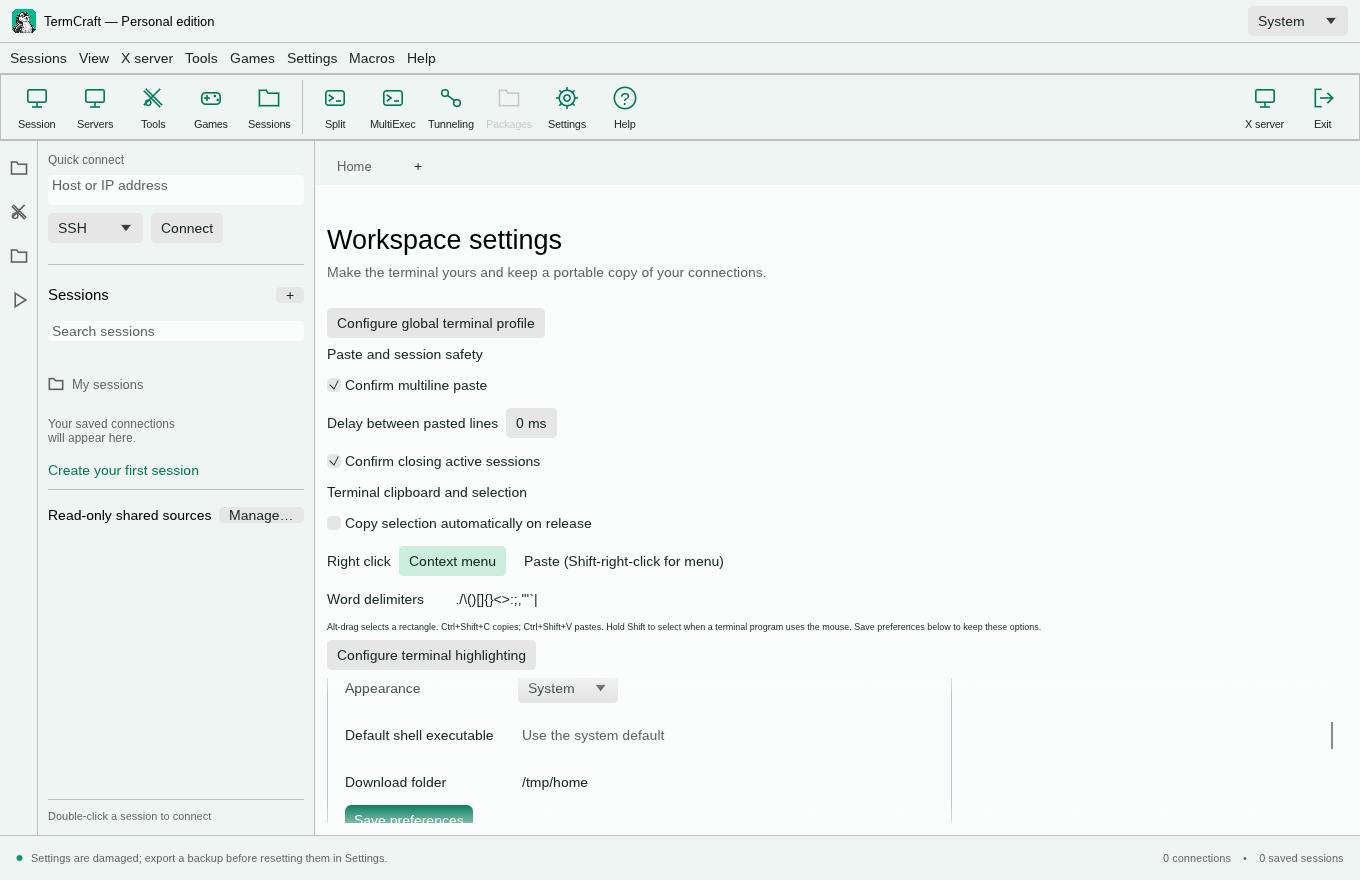 TermCraft — Personal edition
System
Sessions View X server Tools Games Settings Macros Help
Session Servers Tools Games Sessions Split MultiExec Tunneling Packages Settings Help X server Exit
Quick connect
Host or IP address
SSH Connect
Sessions +
Search sessions
My sessions
Your saved connections
will appear here.
Create your first session
Read-only shared sources Manage…
Double-click a session to connect
Home +
Workspace settings
Make the terminal yours and keep a portable copy of your connections.
Configure global terminal profile
Paste and session safety
Confirm multiline paste
Delay between pasted lines 0 ms
Confirm closing active sessions
Terminal clipboard and selection
Copy selection automatically on release
Right click Context menu Paste (Shift-right-click for menu)
Word delimiters ./\()[]{}<>:;,"'`|
Alt-drag selects a rectangle. Ctrl+Shift+C copies; Ctrl+Shift+V pastes. Hold Shift to select when a terminal program uses the mouse. Save preferences below to keep these options.
Configure terminal highlighting
Appearance System
Default shell executable Use the system default
Download folder /tmp/home
Save preferences
Settings are damaged; export a backup before resetting them in Settings.
0 connections • 0 saved sessions